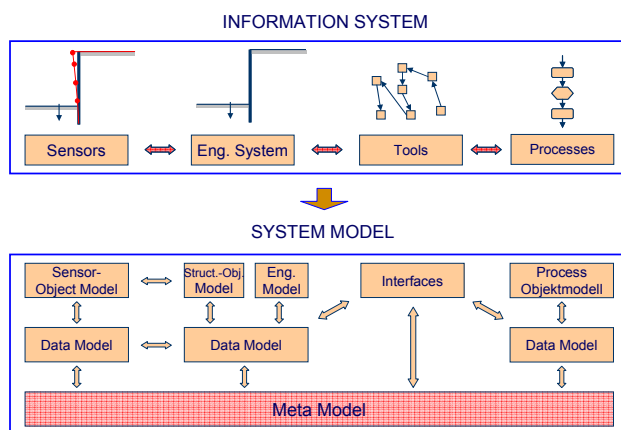 INFORMATION SYSTEM
Sensors
Eng. System
Tools
Processes
SYSTEM MODEL
Sensor-
Object Model
Struct.-Obj.
Model
Eng.
Model
Interfaces
Process
Objektmodell
Data Model
Data Model
Data Model
Meta Model